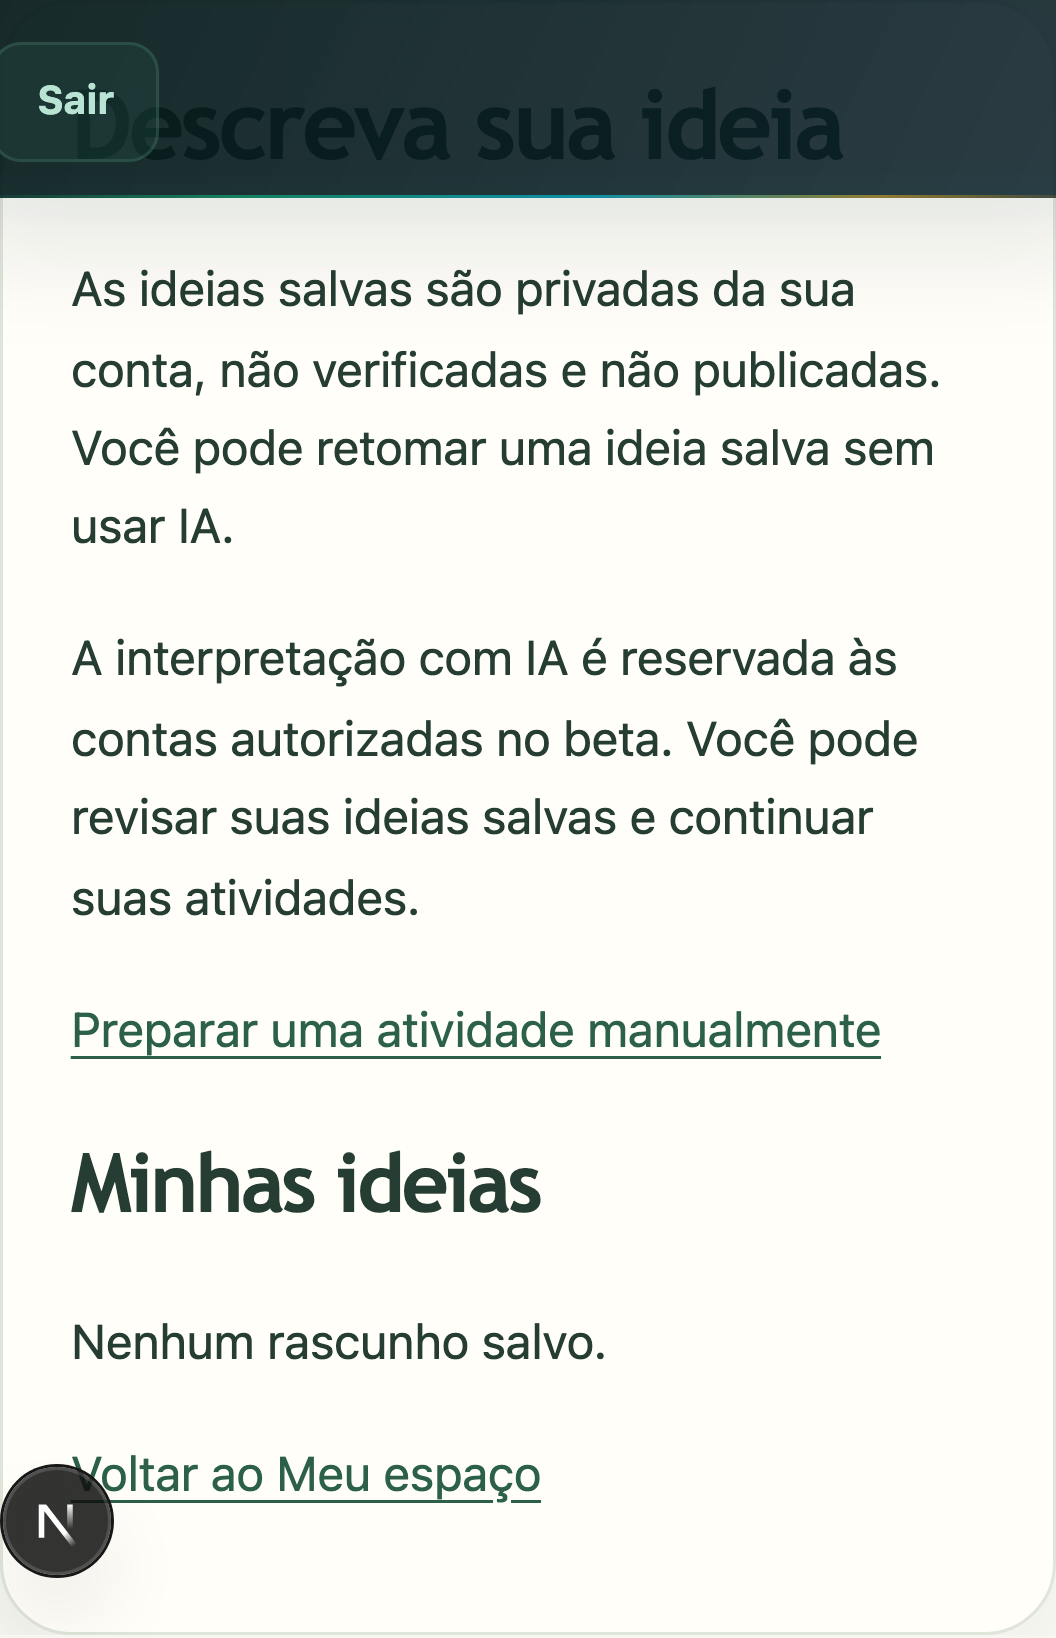 Sair
Descreva sua ideia
As ideias salvas são privadas da sua
conta, não verificadas e não publicadas.
Você pode retomar uma ideia salva sem
usar IA.
A interpretação com IA é reservada às
contas autorizadas no beta. Você pode
revisar suas ideias salvas e continuar
suas atividades.
Preparar uma atividade manualmente
Minhas ideias
Nenhum rascunho salvo.
Voltar ao Meu espaço
N